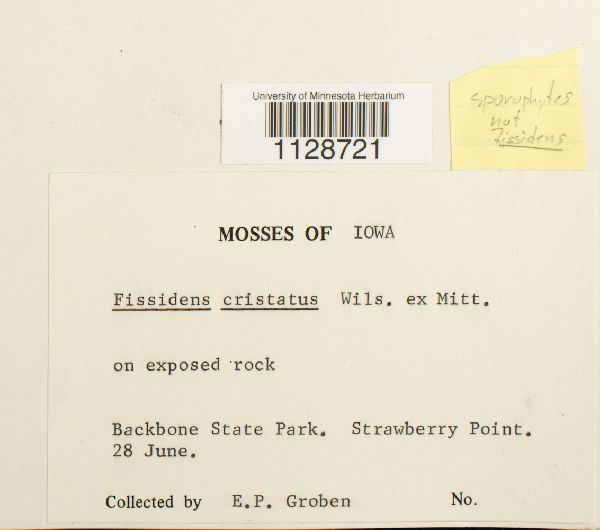 University of Minnesota Herbarium
1128721
sporophytes
not
Fissidens
MOSSES OF IOWA
Fissidens cristatus Wils. ex Mitt.
on exposed rock
Backbone State Park. Strawberry Point.
28 June.
Collected by E.P. Groben No.